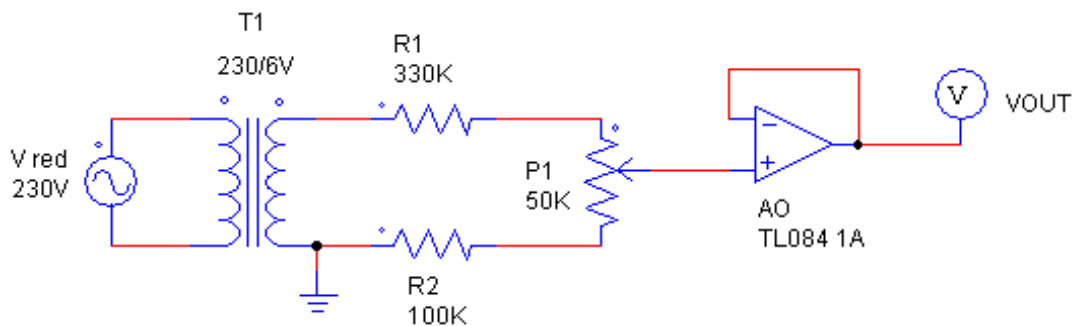 T1
230/6V
R1
330K
V red
230V
P1
50K
V
VOUT
AO
TL084 1A
R2
100K